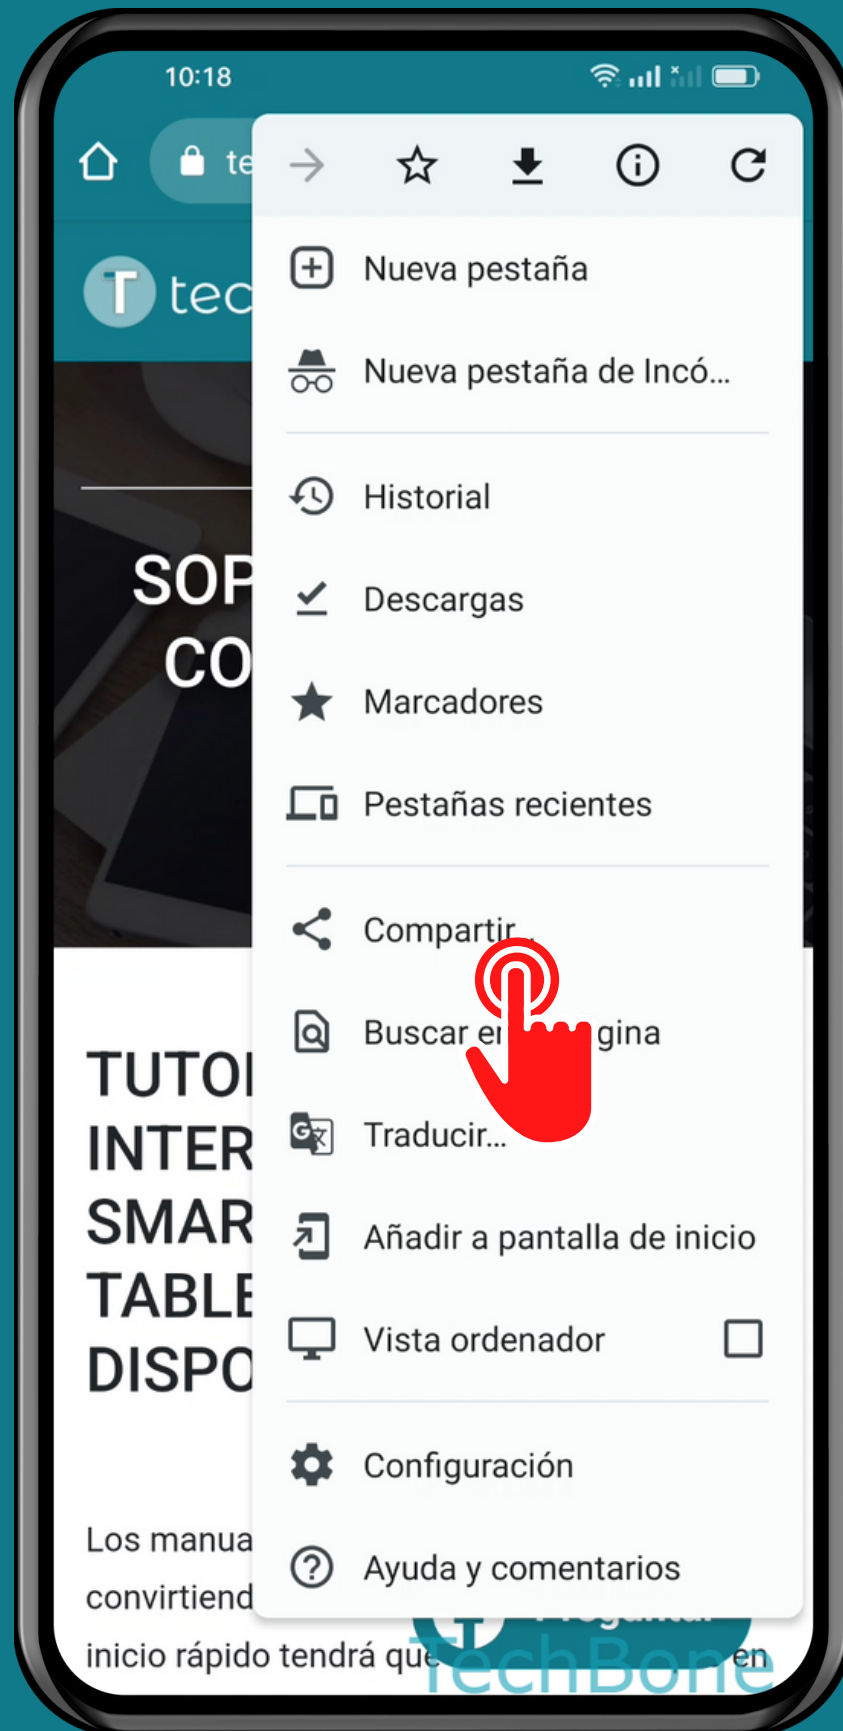 10:18
te
Nueva pestaña
Nueva pestaña de Incó...
tec
Historial
Descargas
Marcadores
Pestañas recientes
SOP
CO
Compartir...
Buscar en gina
Traducir...
Añadir a pantalla de inicio
Vista ordenador
TUTO
INTER
SMAR
TABLE
DISPO
Configuración
Ayuda y comentarios
Los manua
convirtiend
Preguntar
inicio rápido tendrá que en
TechBone